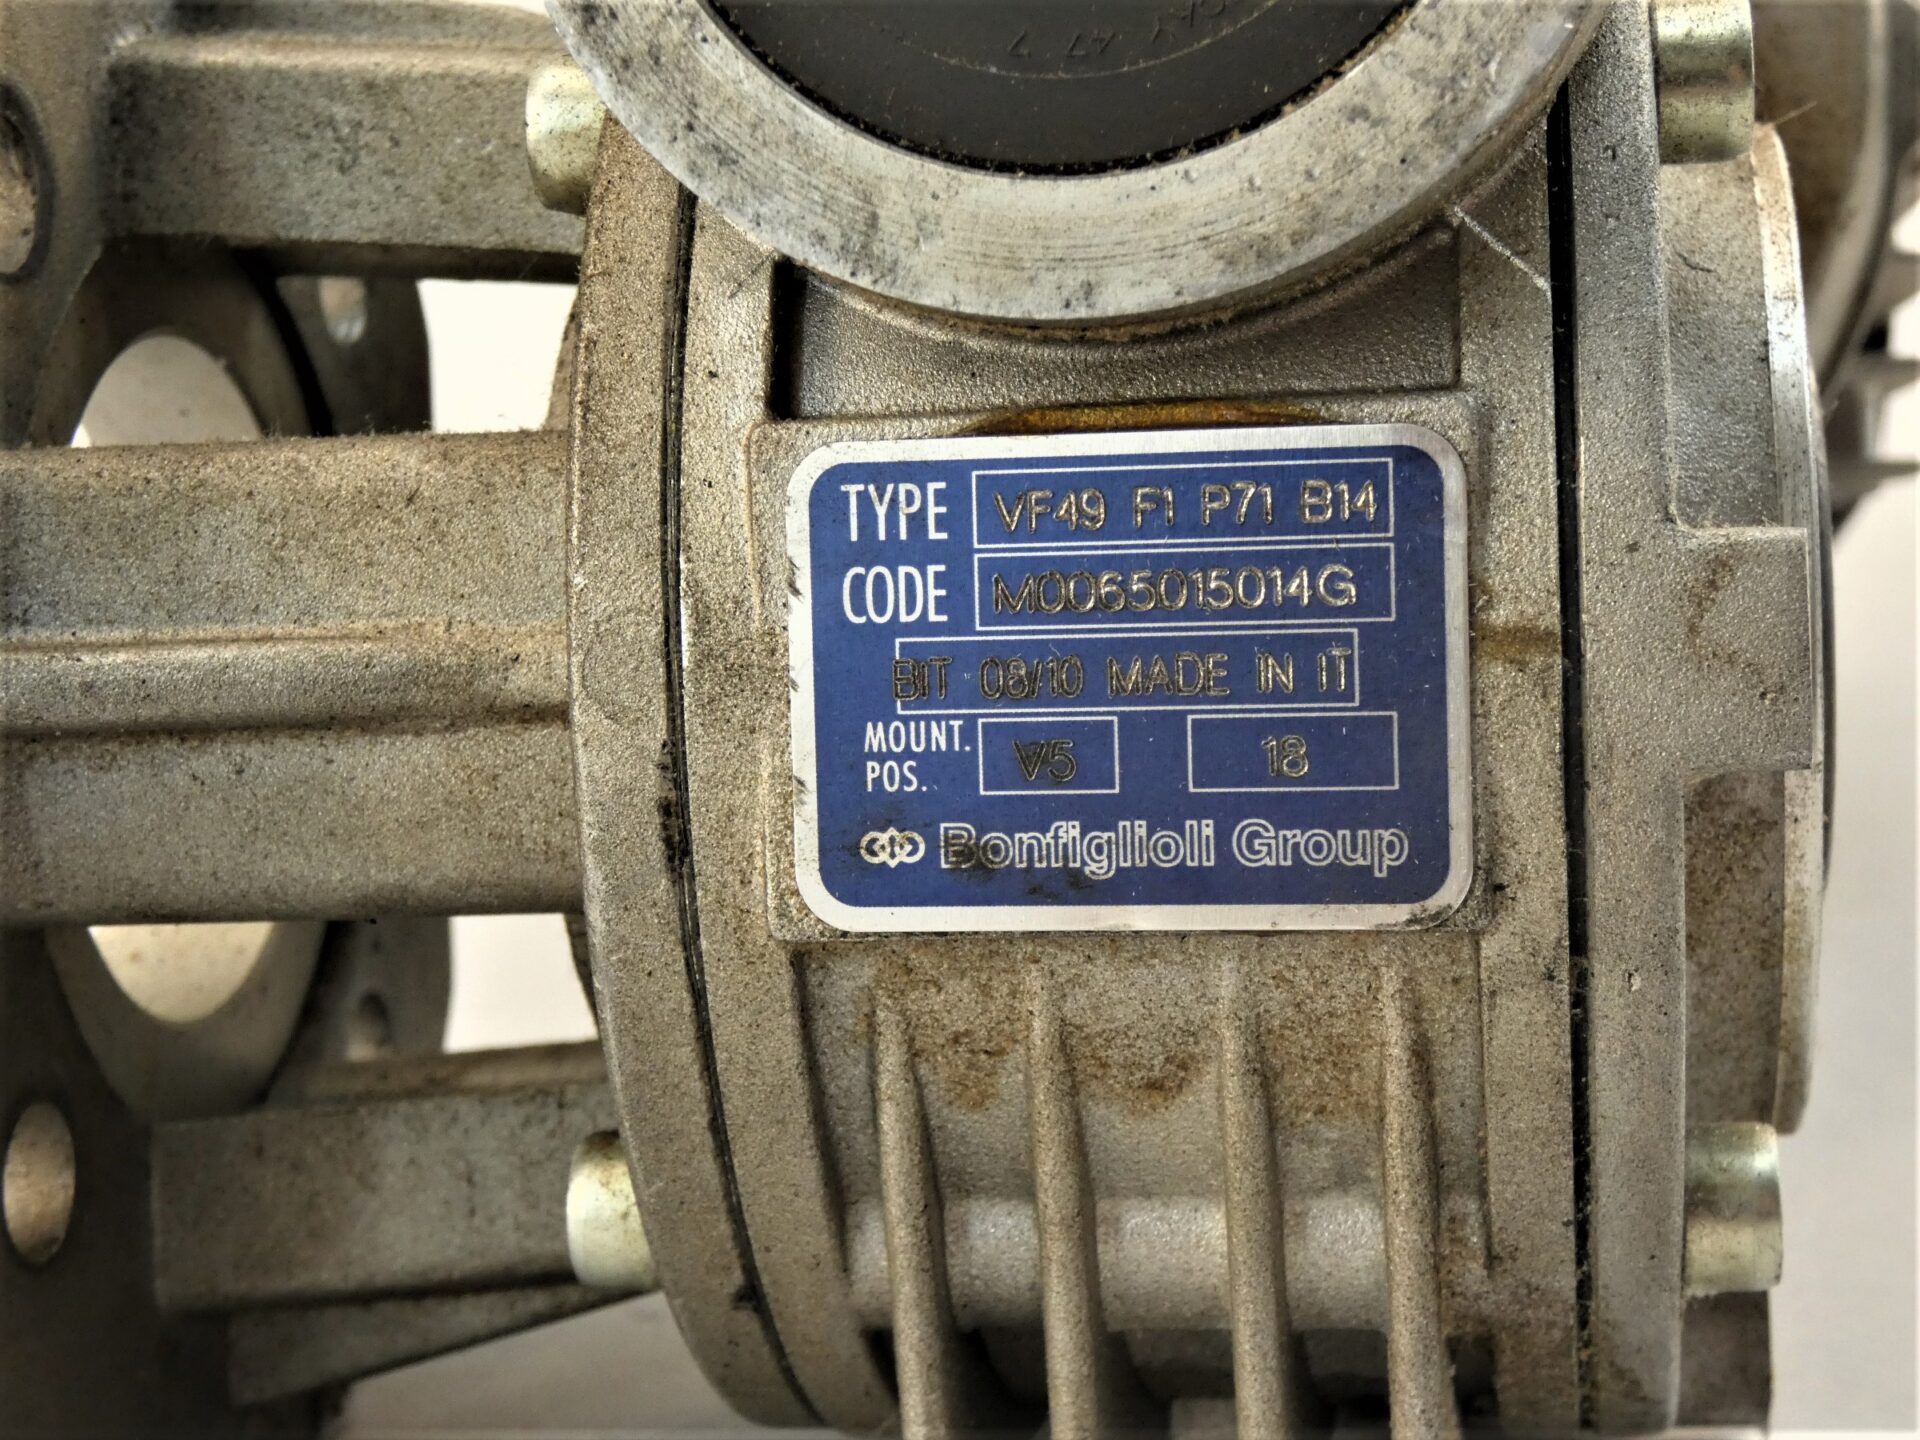 TYPE VF49 F1 P71 B14
CODE M0065015014G
BIT 08/10 MADE IN IT
MOUNT. POS. V5 18
Bonfiglioli Group